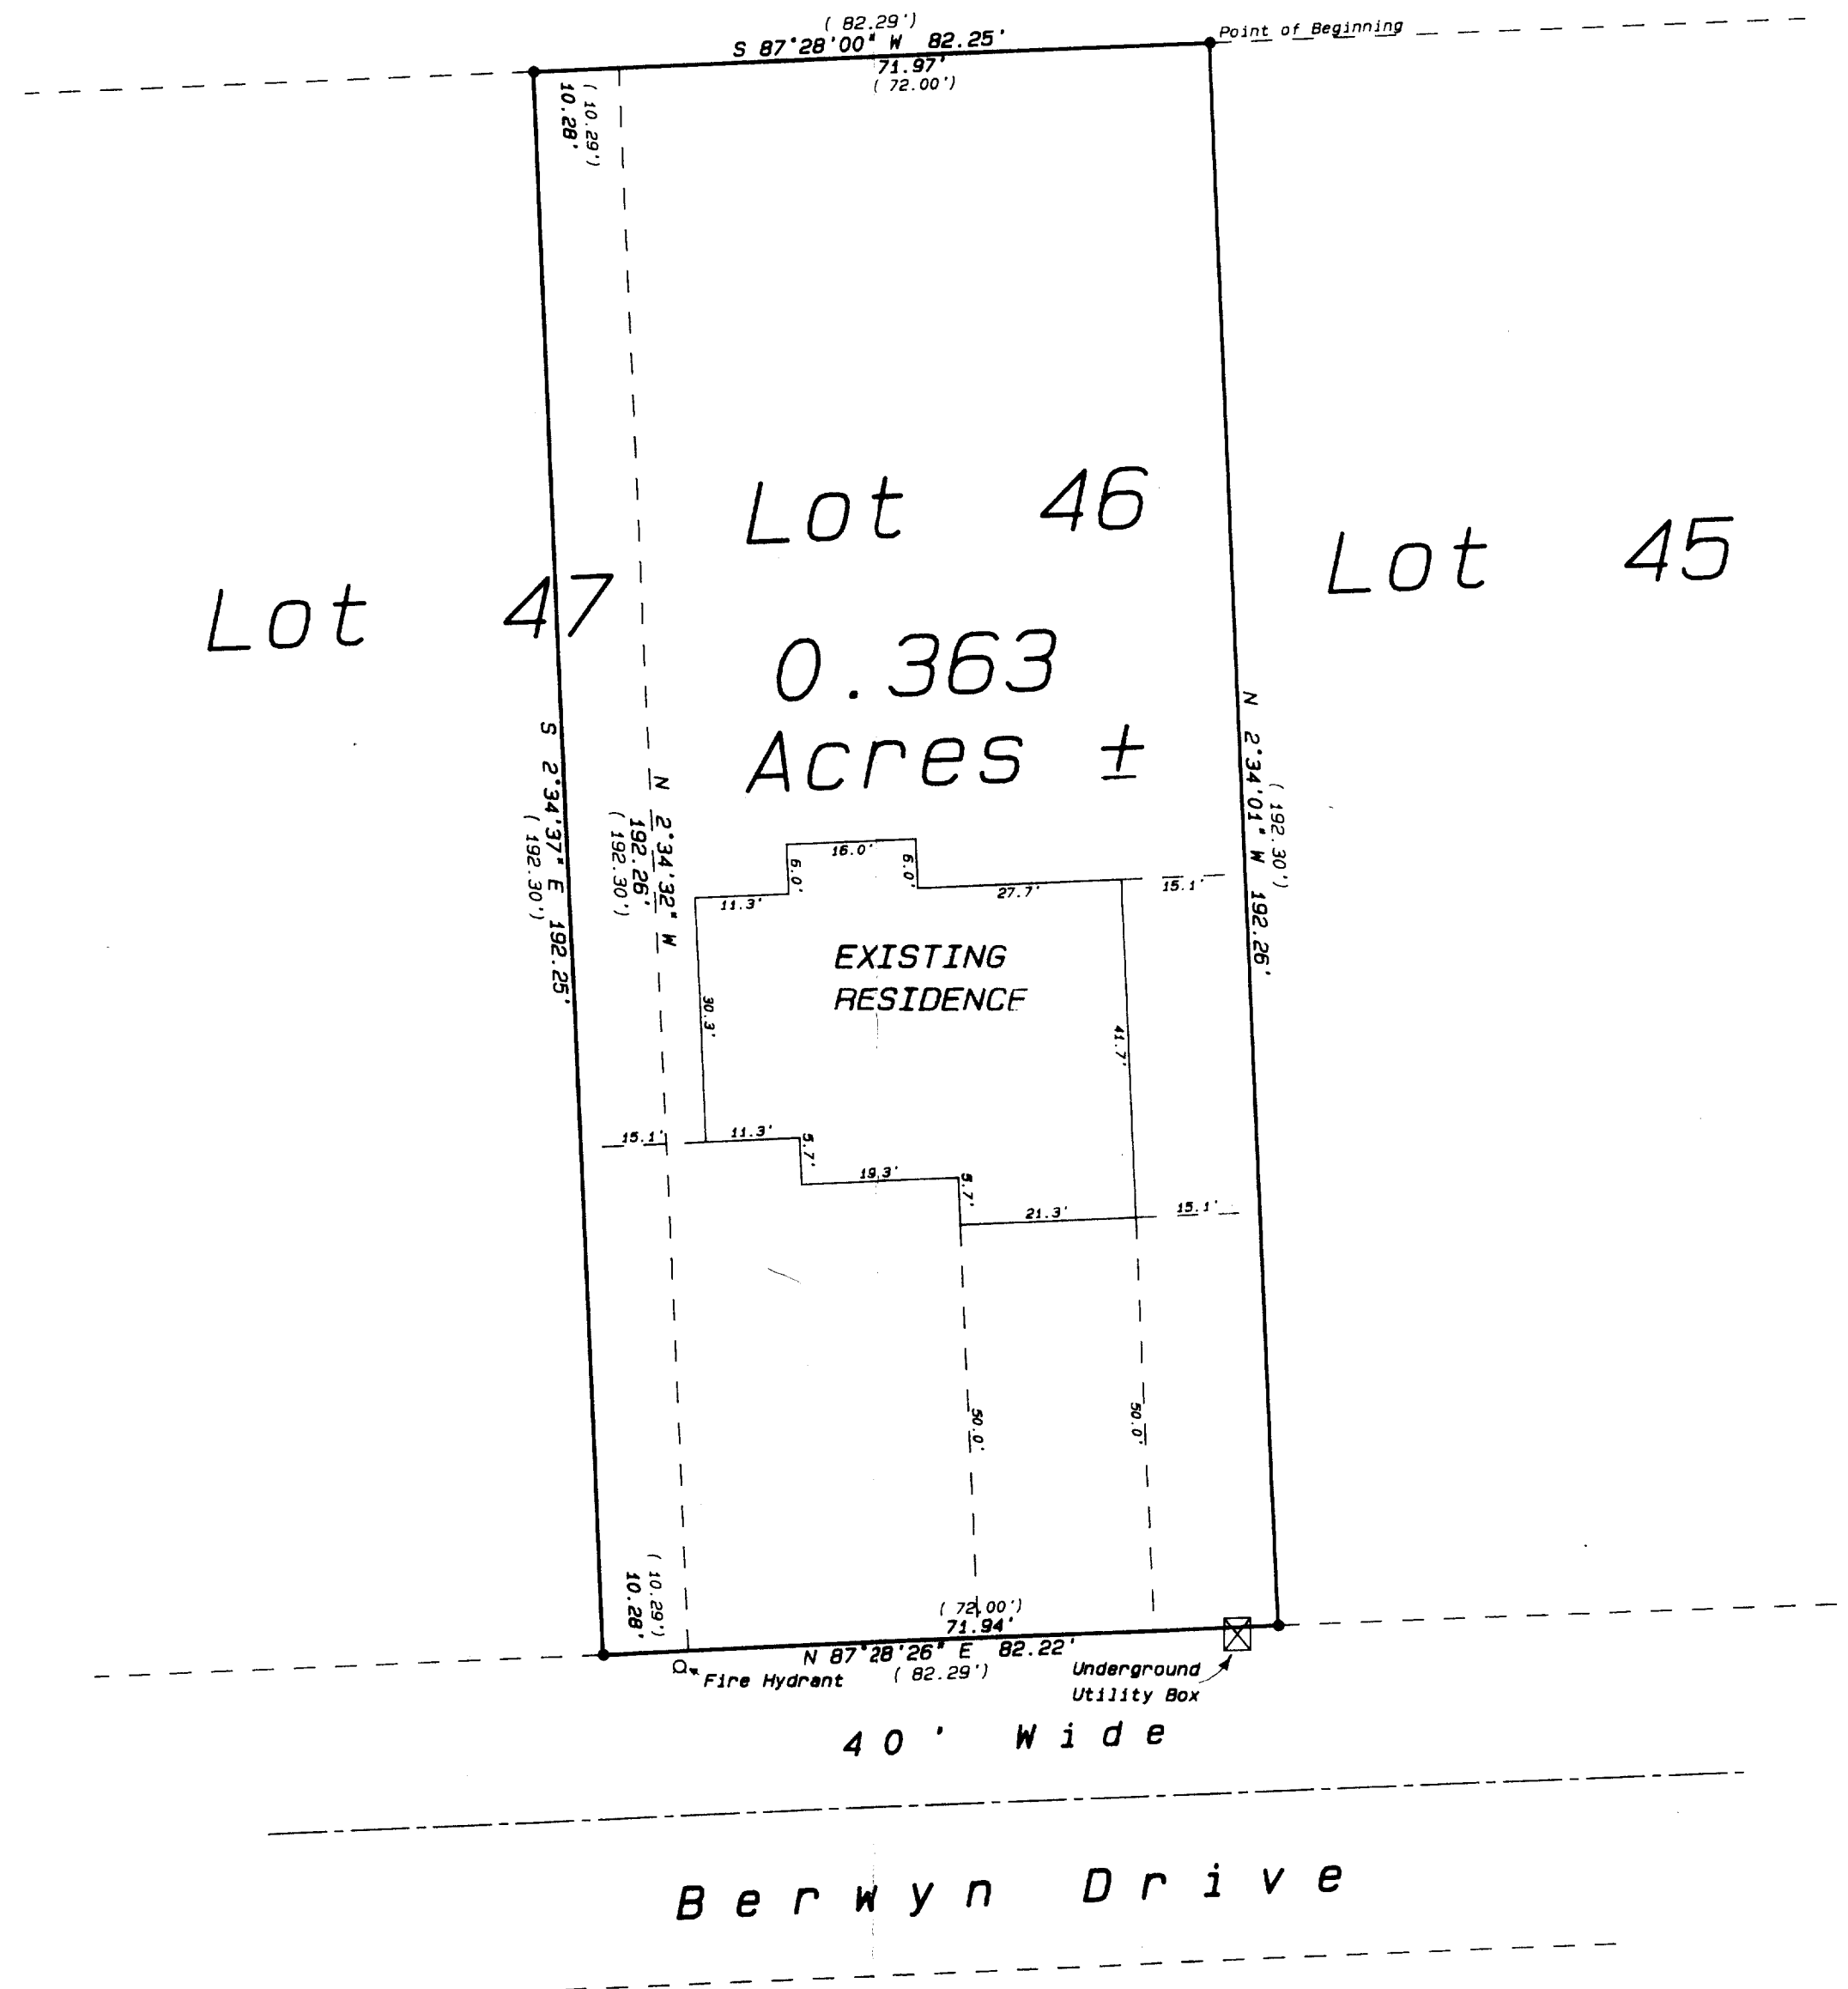 ( 82.29')
S 87°28'00" W 82.25'
Point of Beginning
71.97'
( 72.00')
( 10.29')
10.28'
Lot 46
Lot 45
Lot 47
0.363
Acres ±
S 2°34'37" E 192.25'
( 192.30')
N 2°34'32" W
192.26'
( 192.30')
N 2°34'01" W 192.26'
( 192.30')
16.0'
6.0'
6.0'
11.3'
27.7'
15.1'
EXISTING
RESIDENCE
30.3'
41.7'
15.1'
11.3'
5.7'
19.3'
5.7'
21.3'
15.1'
50.0'
50.0'
( 10.29')
10.28'
( 72.00')
71.94'
N 87°28'26" E 82.22'
( 82.29')
Fire Hydrant
Underground
Utility Box
40' Wide
Berwyn Drive